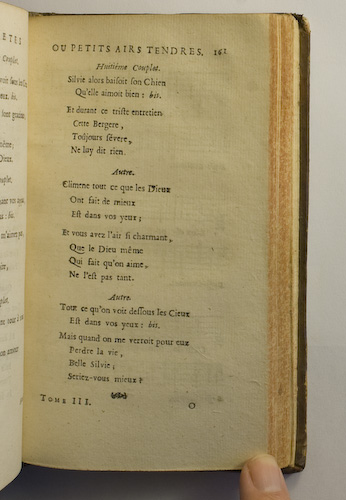 ETES
Couplet.
OU PETITS AIRS TENDRES. 161
Huitiéme Couplet.
Silvie alors baisoit son Chien
Qu'elle aimoit bien : bis.
Et durant ce triste entretien
Cette Bergere,
Toûjours sévere,
Ne luy dit rien.
Autre.
Climene tout ce que les Dieux
Ont fait de mieux
Est dans vos yeux ;
Et vous avez l'air si charmant,
Que le Dieu même
Qui fait qu'on aime,
Ne l'est pas tant.
Autre.
Tout ce qu'on voit dessous les Cieux
Est dans vos yeux : bis.
Mais quand on me verroit pour eux
Perdre la vie,
Belle Silvie,
Seriez-vous mieux ?
TOME III. O